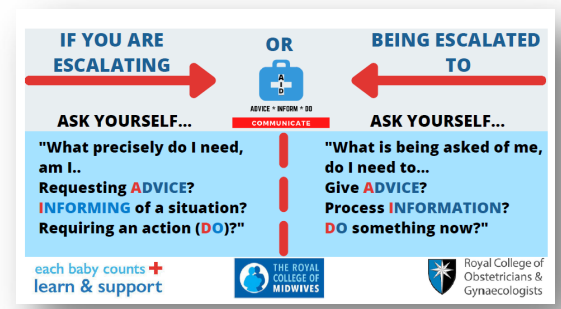 IF YOU ARE
ESCALATING
OR
BEING ESCALATED
TO
AID
ADVICE * INFORM * DO
COMMUNICATE
ASK YOURSELF...
"What precisely do I need,
am I..
Requesting ADVICE?
INFORMING of a situation?
Requiring an action (DO)?"
ASK YOURSELF...
"What is being asked of me,
do I need to...
Give ADVICE?
Process INFORMATION?
DO something now?"
each baby counts +
learn & support
THE ROYAL
COLLEGE OF
MIDWIVES
Royal College of
Obstetricians &
Gynaecologists